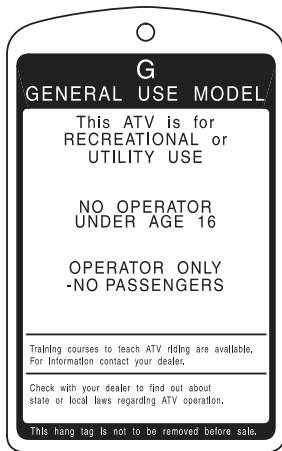 G
GENERAL USE MODEL
This ATV is for
RECREATIONAL or
UTILITY USE
NO OPERATOR
UNDER AGE 16
OPERATOR ONLY
-NO PASSENGERS
Training courses to teach ATV riding are available.
For Information contact your dealer.
Check with your dealer to find out about
state or local laws regarding ATV operation.
This hang tag is not to be removed before sale.